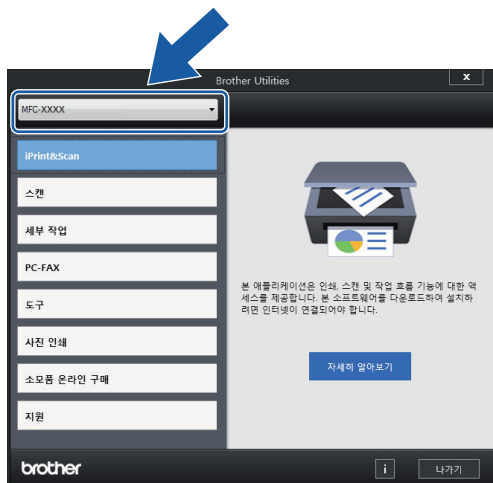 Brother Utilities
x
MFC-XXXX
iPrint&Scan
스캔
세부 작업
PC-FAX
도구
사진 인쇄
소모품 온라인 구매
지원
본 애플리케이션은 인쇄, 스캔 및 작업 흐름 기능에 대한 액
세스를 제공합니다. 본 소프트웨어를 다운로드하여 설치하
려면 인터넷이 연결되어야 합니다.
자세히 알아보기
brother
i
나가기